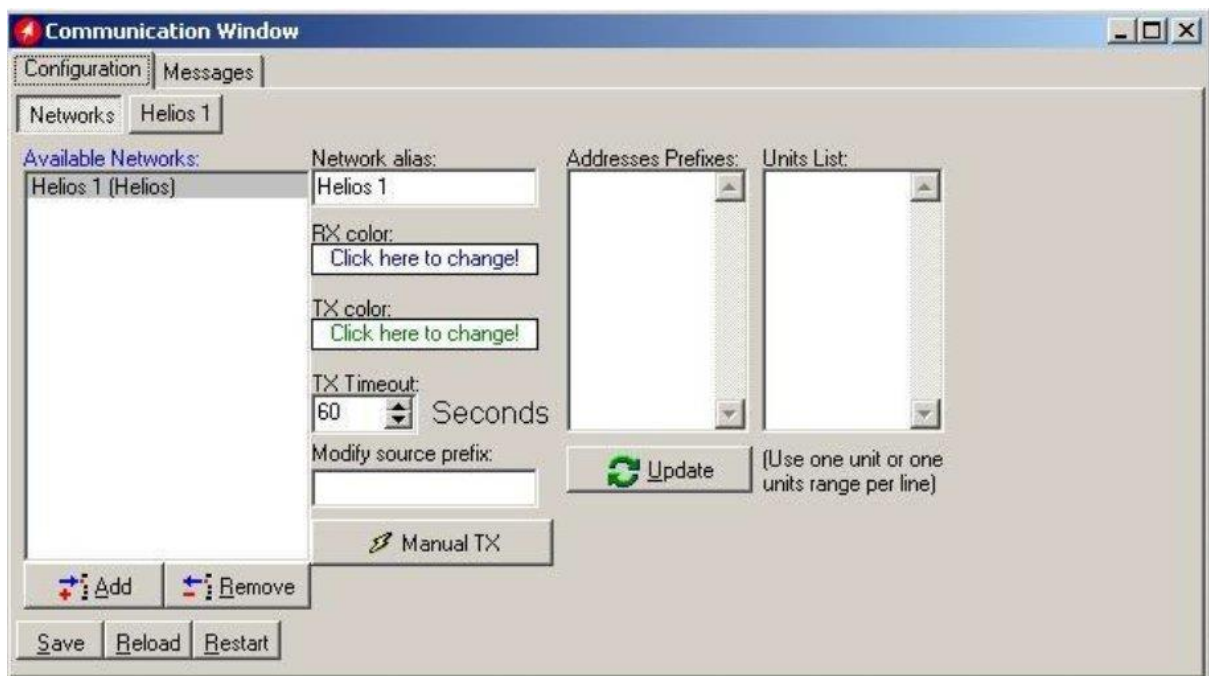 Communication Window
Configuration Messages
Networks Helios 1
Available Networks:
Helios 1 (Helios)
Network alias:
Helios 1
RX color:
Click here to change!
TX color:
Click here to change!
TX Timeout:
60 Seconds
Modify source prefix:
Manual TX
Addresses Prefixes:
Units List:
Update
(Use one unit or one
units range per line)
Add Remove
Save Reload Restart